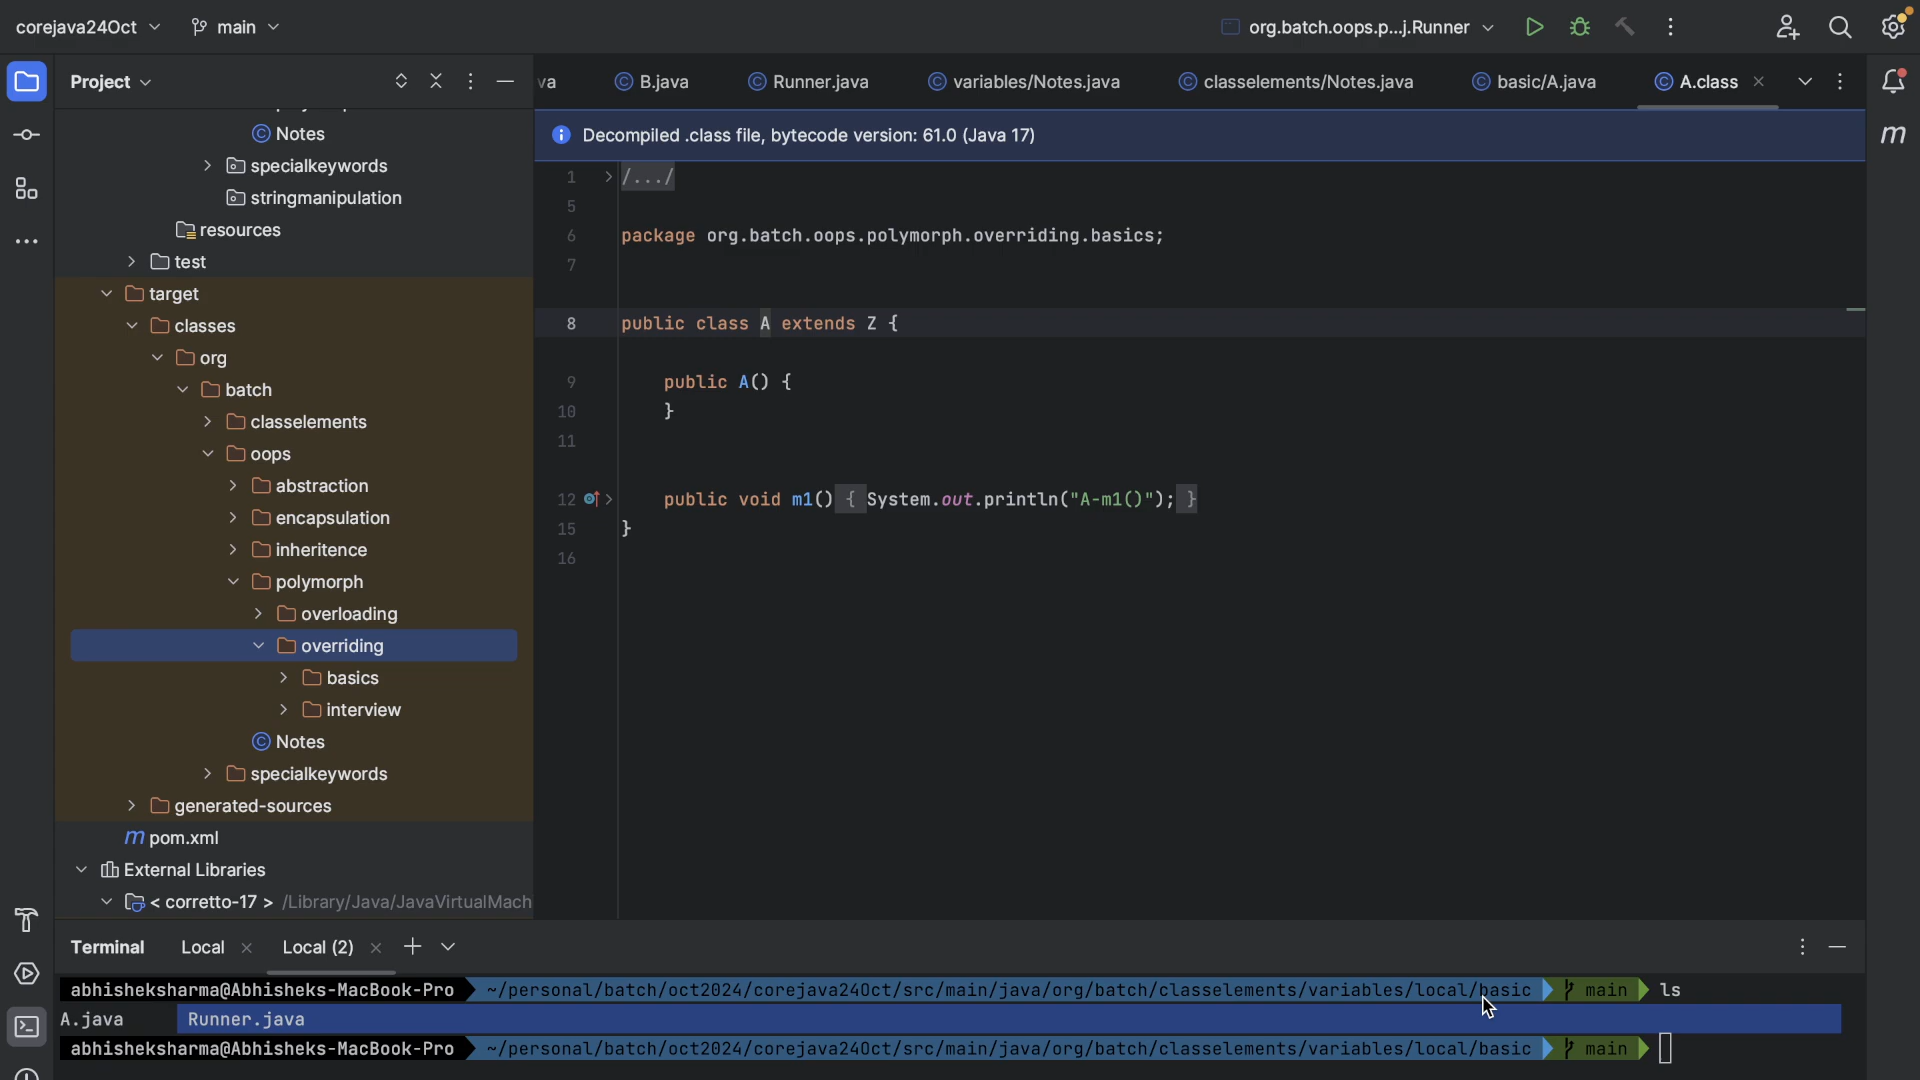 corejava24Oct
main
org.batch.oops.p...j.Runner
Project
va
B.java
Runner.java
variables/Notes.java
classelements/Notes.java
basic/A.java
A.class
Decompiled .class file, bytecode version: 61.0 (Java 17)
Notes
specialkeywords
stringmanipulation
resources
test
target
classes
org
batch
classelements
oops
abstraction
encapsulation
inheritence
polymorph
overloading
overriding
basics
interview
Notes
specialkeywords
generated-sources
pom.xml
External Libraries
< corretto-17 > /Library/Java/JavaVirtualMach
1 /.../
5
6 package org.batch.oops.polymorph.overriding.basics;
7
8 public class A extends Z {
9 public A() {
10 }
11
12 public void m1() { System.out.println("A-m1()"); }
15 }
16
Terminal Local Local (2)
abhisheksharma@Abhisheks-MacBook-Pro ~/personal/batch/oct2024/corejava24Oct/src/main/java/org/batch/classelements/variables/local/basic main ls
A.java Runner.java
abhisheksharma@Abhisheks-MacBook-Pro ~/personal/batch/oct2024/corejava24Oct/src/main/java/org/batch/classelements/variables/local/basic main